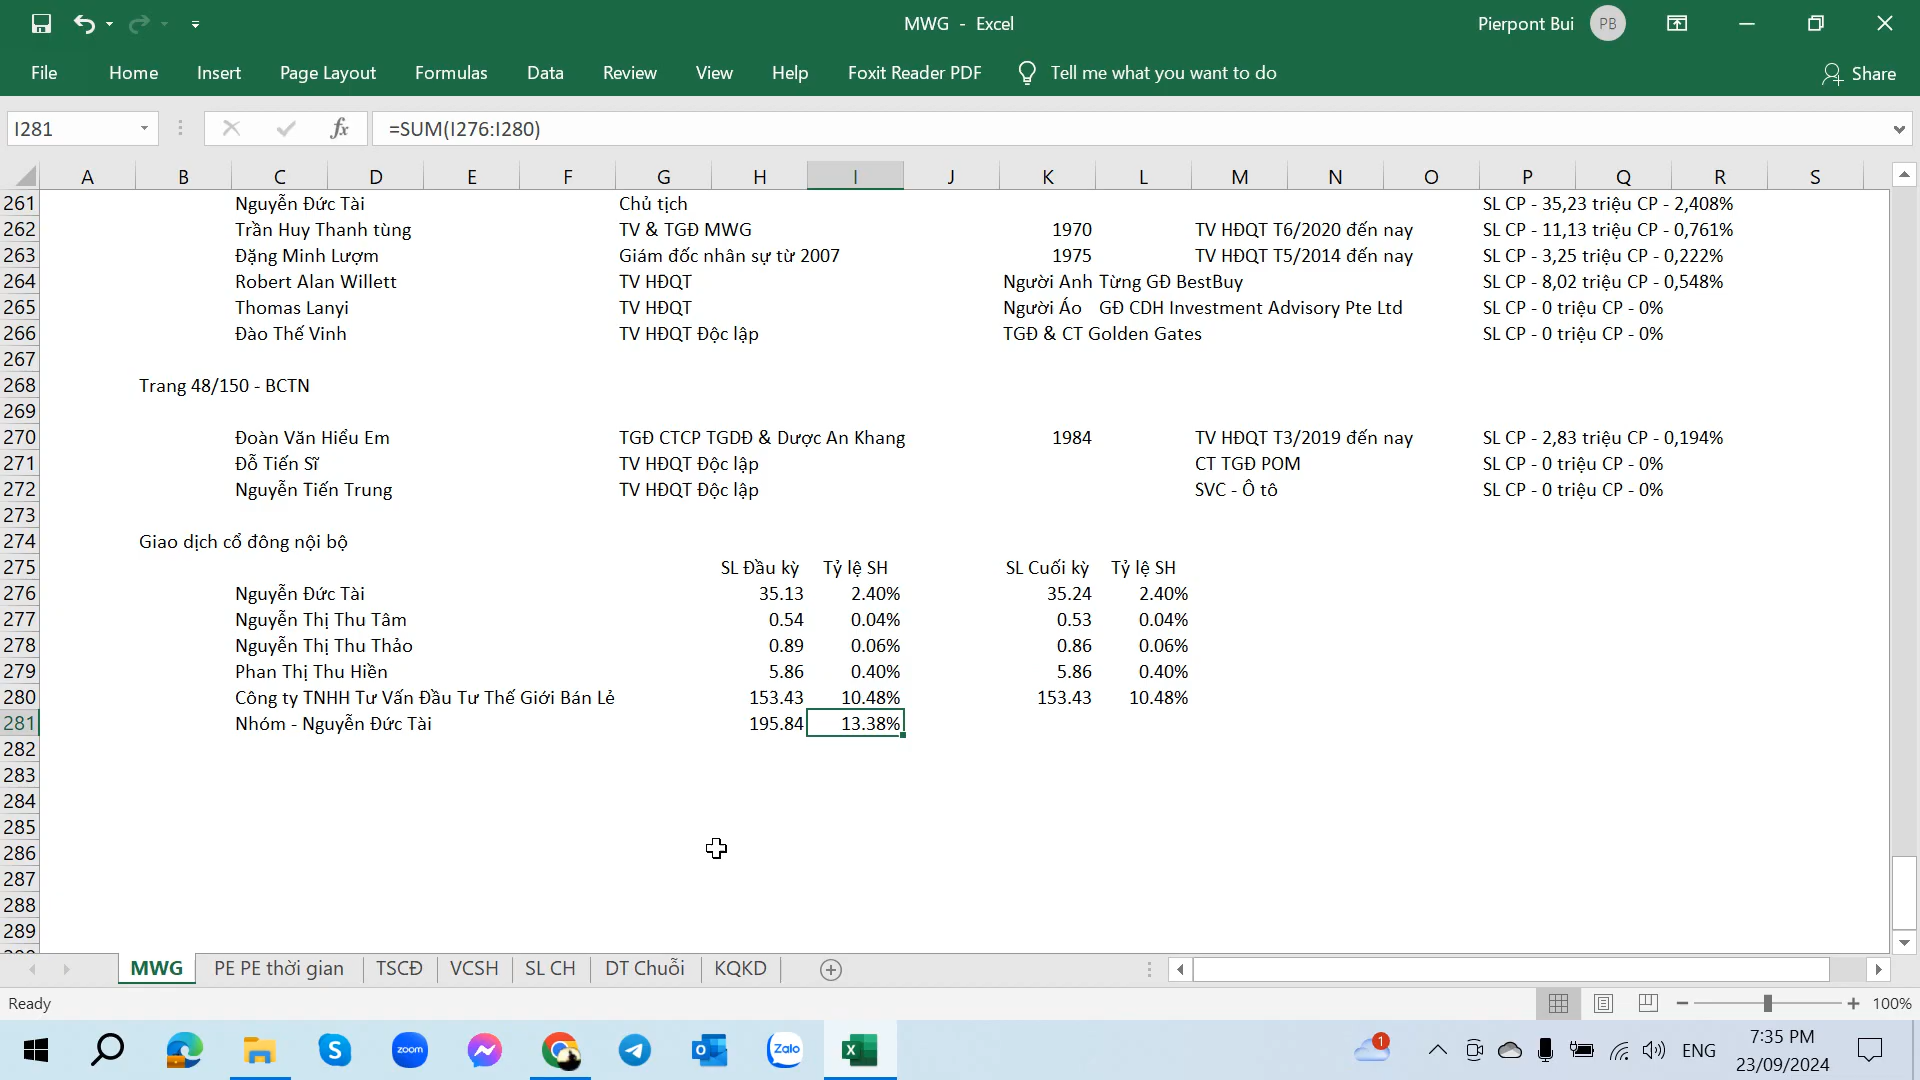 MWG - Excel
Pierpont Bui
PB
File Home Insert Page Layout Formulas Data Review View Help Foxit Reader PDF Tell me what you want to do Share
I281 fx =SUM(I276:I280)
A B C D E F G H I J K L M N O P Q R S
261 Nguyễn Đức Tài Chủ tịch SL CP - 35,23 triệu CP - 2,408%
262 Trần Huy Thanh tùng TV & TGĐ MWG 1970 TV HĐQT T6/2020 đến nay SL CP - 11,13 triệu CP - 0,761%
263 Đặng Minh Lượm Giám đốc nhân sự từ 2007 1975 TV HĐQT T5/2014 đến nay SL CP - 3,25 triệu CP - 0,222%
264 Robert Alan Willett TV HĐQT Người Anh Từng GĐ BestBuy SL CP - 8,02 triệu CP - 0,548%
265 Thomas Lanyi TV HĐQT Người Áo GĐ CDH Investment Advisory Pte Ltd SL CP - 0 triệu CP - 0%
266 Đào Thế Vinh TV HĐQT Độc lập TGĐ & CT Golden Gates SL CP - 0 triệu CP - 0%
267
268 Trang 48/150 - BCTN
269
270 Đoàn Văn Hiểu Em TGĐ CTCP TGDĐ & Dược An Khang 1984 TV HĐQT T3/2019 đến nay SL CP - 2,83 triệu CP - 0,194%
271 Đỗ Tiến Sĩ TV HĐQT Độc lập CT TGĐ POM SL CP - 0 triệu CP - 0%
272 Nguyễn Tiến Trung TV HĐQT Độc lập SVC - Ô tô SL CP - 0 triệu CP - 0%
273
274 Giao dịch cổ đông nội bộ
275 SL Đầu kỳ Tỷ lệ SH SL Cuối kỳ Tỷ lệ SH
276 Nguyễn Đức Tài 35.13 2.40% 35.24 2.40%
277 Nguyễn Thị Thu Tâm 0.54 0.04% 0.53 0.04%
278 Nguyễn Thị Thu Thảo 0.89 0.06% 0.86 0.06%
279 Phan Thị Thu Hiền 5.86 0.40% 5.86 0.40%
280 Công ty TNHH Tư Vấn Đầu Tư Thế Giới Bán Lẻ 153.43 10.48% 153.43 10.48%
281 Nhóm - Nguyễn Đức Tài 195.84 13.38%
282
283
284
285
286
287
288
289
MWG PE PE thời gian TSCĐ VCSH SL CH DT Chuỗi KQKD
Ready 100%
zoom Zalo 1 ENG 7:35 PM
23/09/2024